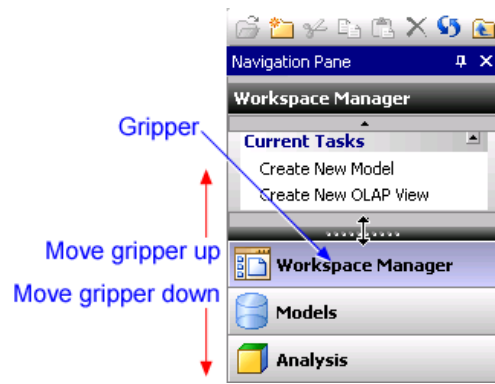 Navigation Pane
Workspace Manager
Gripper
Current Tasks
Create New Model
Create New OLAP View
Move gripper up
Workspace Manager
Move gripper down
Models
Analysis